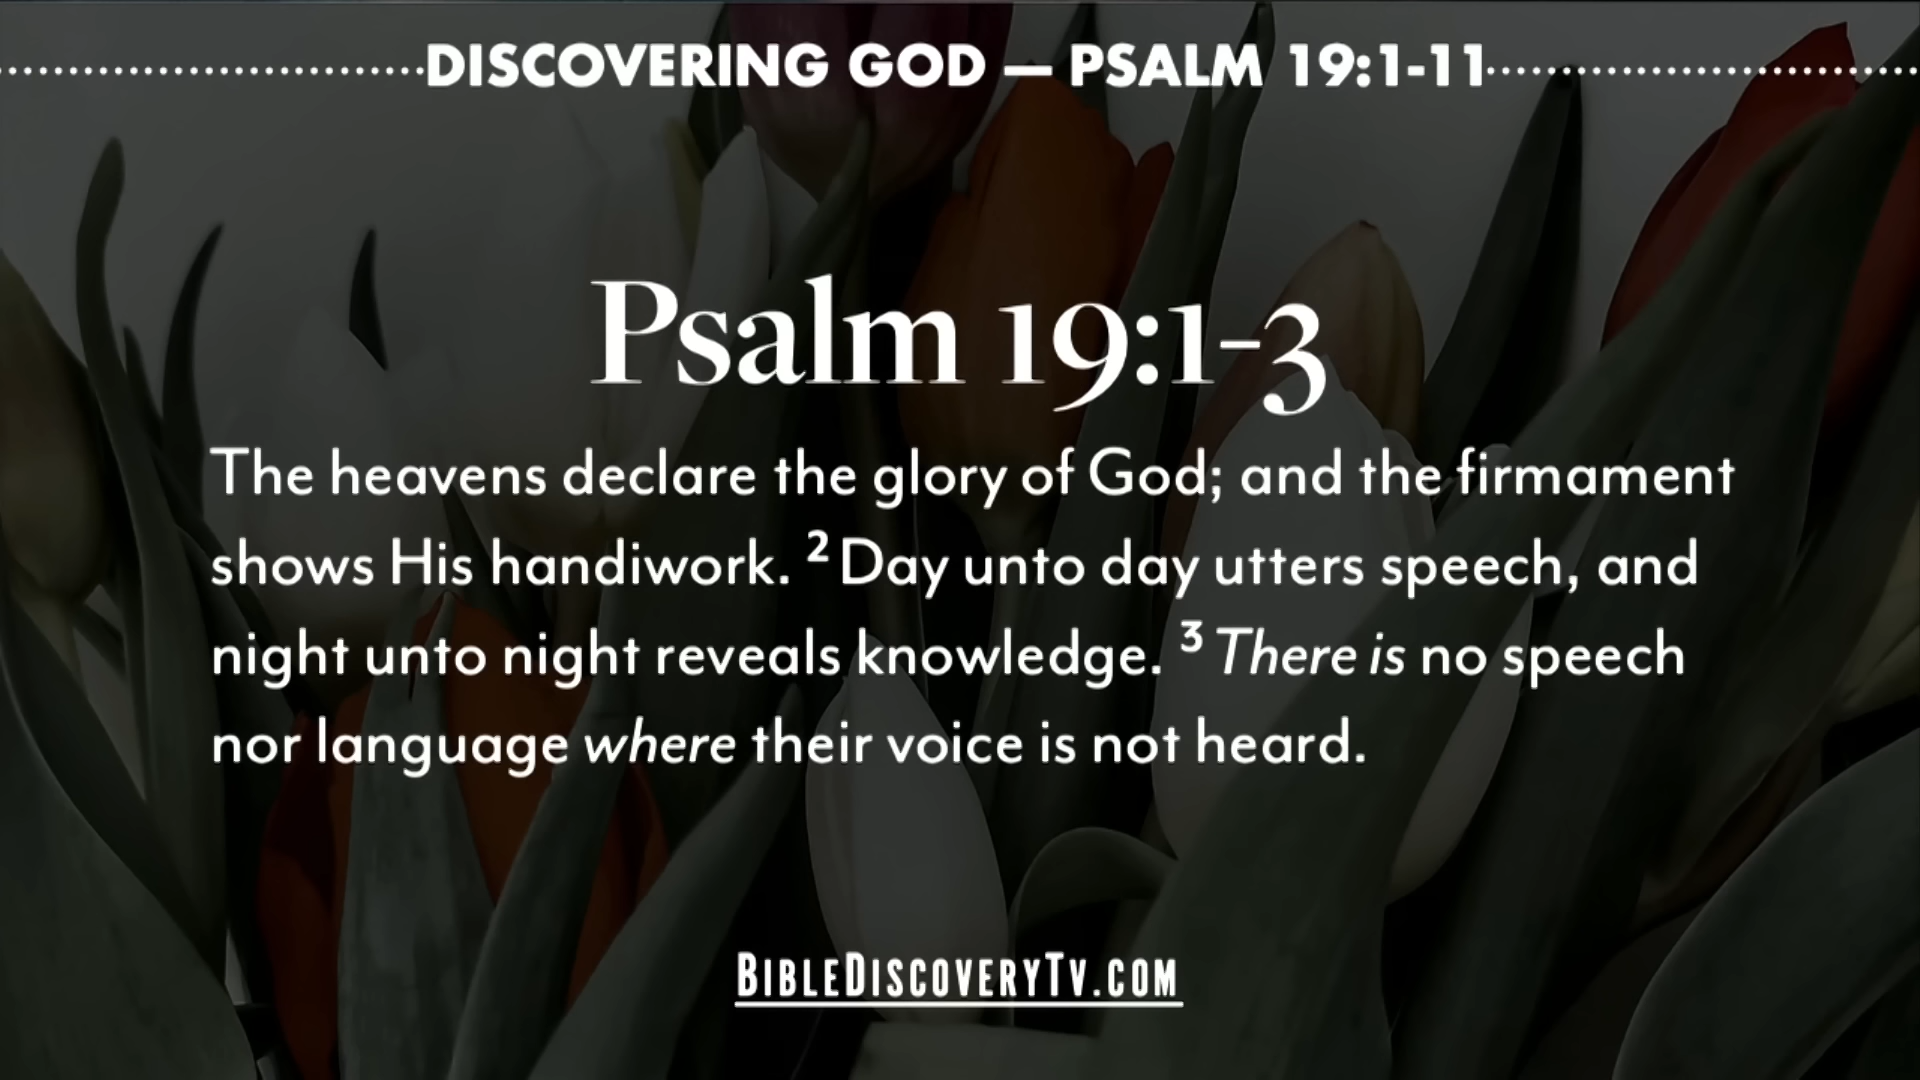 DISCOVERING GOD — PSALM 19:1-11
Psalm 19:1-3
The heavens declare the glory of God; and the firmament
shows His handiwork. 2 Day unto day utters speech, and
night unto night reveals knowledge. 3 There is no speech
nor language where their voice is not heard.
BIBLEDISCOVERYTV.COM